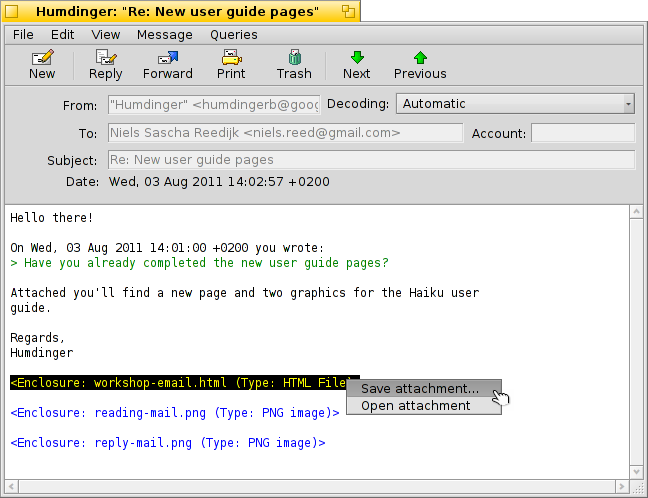 Humdinger: "Re: New user guide pages"
File Edit View Message Queries
New Reply Forward Print Trash Next Previous
From: "Humdinger" <humdingerb@goog Decoding: Automatic
To: Niels Sascha Reedijk <niels.reed@gmail.com> Account:
Subject: Re: New user guide pages
Date: Wed, 03 Aug 2011 14:02:57 +0200
Hello there!
On Wed, 03 Aug 2011 14:01:00 +0200 you wrote:
> Have you already completed the new user guide pages?
Attached you'll find a new page and two graphics for the Haiku user
guide.
Regards,
Humdinger
<Enclosure: workshop-email.html (Type: HTML File)>
Save attachment...
Open attachment
<Enclosure: reading-mail.png (Type: PNG image)>
<Enclosure: reply-mail.png (Type: PNG image)>